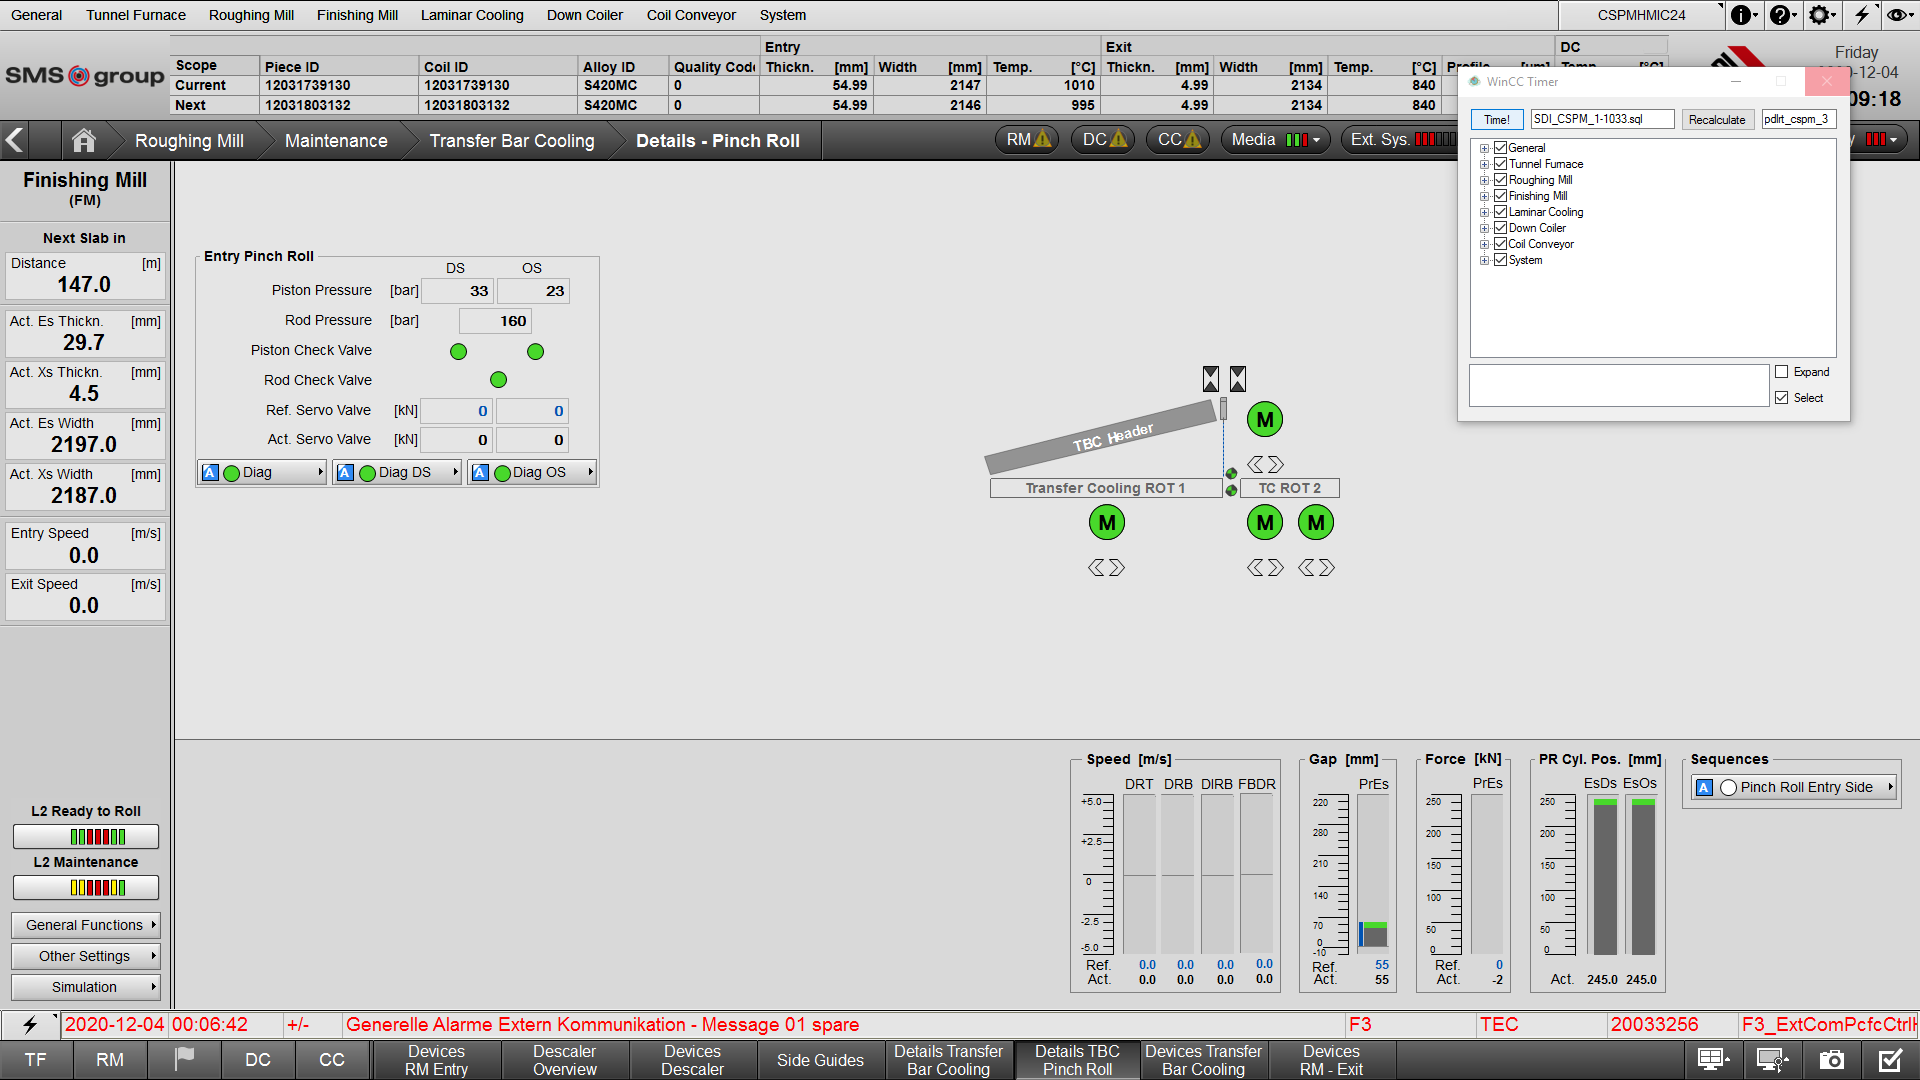 General Tunnel Furnace Roughing Mill Finishing Mill Laminar Cooling Down Coiler Coil Conveyor System CSPMHMIC24
SMS group
Entry Exit DC
Scope Piece ID Coil ID Alloy ID Quality Code Thickn. [mm] Width [mm] Temp. [°C] Thickn. [mm] Width [mm] Temp. [°C]
Current 12031739130 12031739130 S420MC 0 54.99 2147 1010 4.99 2134 840
Next 12031803132 12031803132 S420MC 0 54.99 2146 995 4.99 2134 840
Friday
-12-04
09:18
Roughing Mill Maintenance Transfer Bar Cooling Details - Pinch Roll RM DC CC Media Ext. Sys.
WinCC Timer
Time! SDI_CSPM_1-1033.sql Recalculate pdlrt_cspm_3
General
Tunnel Furnace
Roughing Mill
Finishing Mill
Laminar Cooling
Down Coiler
Coil Conveyor
System
Expand
Select
Finishing Mill
(FM)
Next Slab in
Distance [m]
147.0
Act. Es Thickn. [mm]
29.7
Act. Xs Thickn. [mm]
4.5
Act. Es Width [mm]
2197.0
Act. Xs Width [mm]
2187.0
Entry Speed [m/s]
0.0
Exit Speed [m/s]
0.0
L2 Ready to Roll
L2 Maintenance
General Functions
Other Settings
Simulation
Entry Pinch Roll
DS OS
Piston Pressure [bar] 33 23
Rod Pressure [bar] 160
Piston Check Valve
Rod Check Valve
Ref. Servo Valve [kN] 0 0
Act. Servo Valve [kN] 0 0
A Diag A Diag DS A Diag OS
TBC Header
M
Transfer Cooling ROT 1 TC ROT 2
M M M
Speed [m/s]
DRT DRB DIRB FBDR
+5.0
+2.5
0
-2.5
-5.0
Ref. 0.0 0.0 0.0 0.0
Act. 0.0 0.0 0.0 0.0
Gap [mm]
PrEs
220
280
210
140
70
0
-10
Ref. 55
Act. 55
Force [kN]
PrEs
250
200
150
100
50
0
Ref. 0
Act. -2
PR Cyl. Pos. [mm]
EsDs EsOs
250
200
150
100
50
0
Act. 245.0 245.0
Sequences
A Pinch Roll Entry Side
2020-12-04 00:06:42 +/- Generelle Alarme Extern Kommunikation - Message 01 spare F3 TEC 20033256 F3_ExtComPcfcCtrl
TF RM DC CC
Devices
RM Entry
Descaler
Overview
Devices
Descaler
Side Guides
Details Transfer
Bar Cooling
Details TBC
Pinch Roll
Devices Transfer
Bar Cooling
Devices
RM - Exit